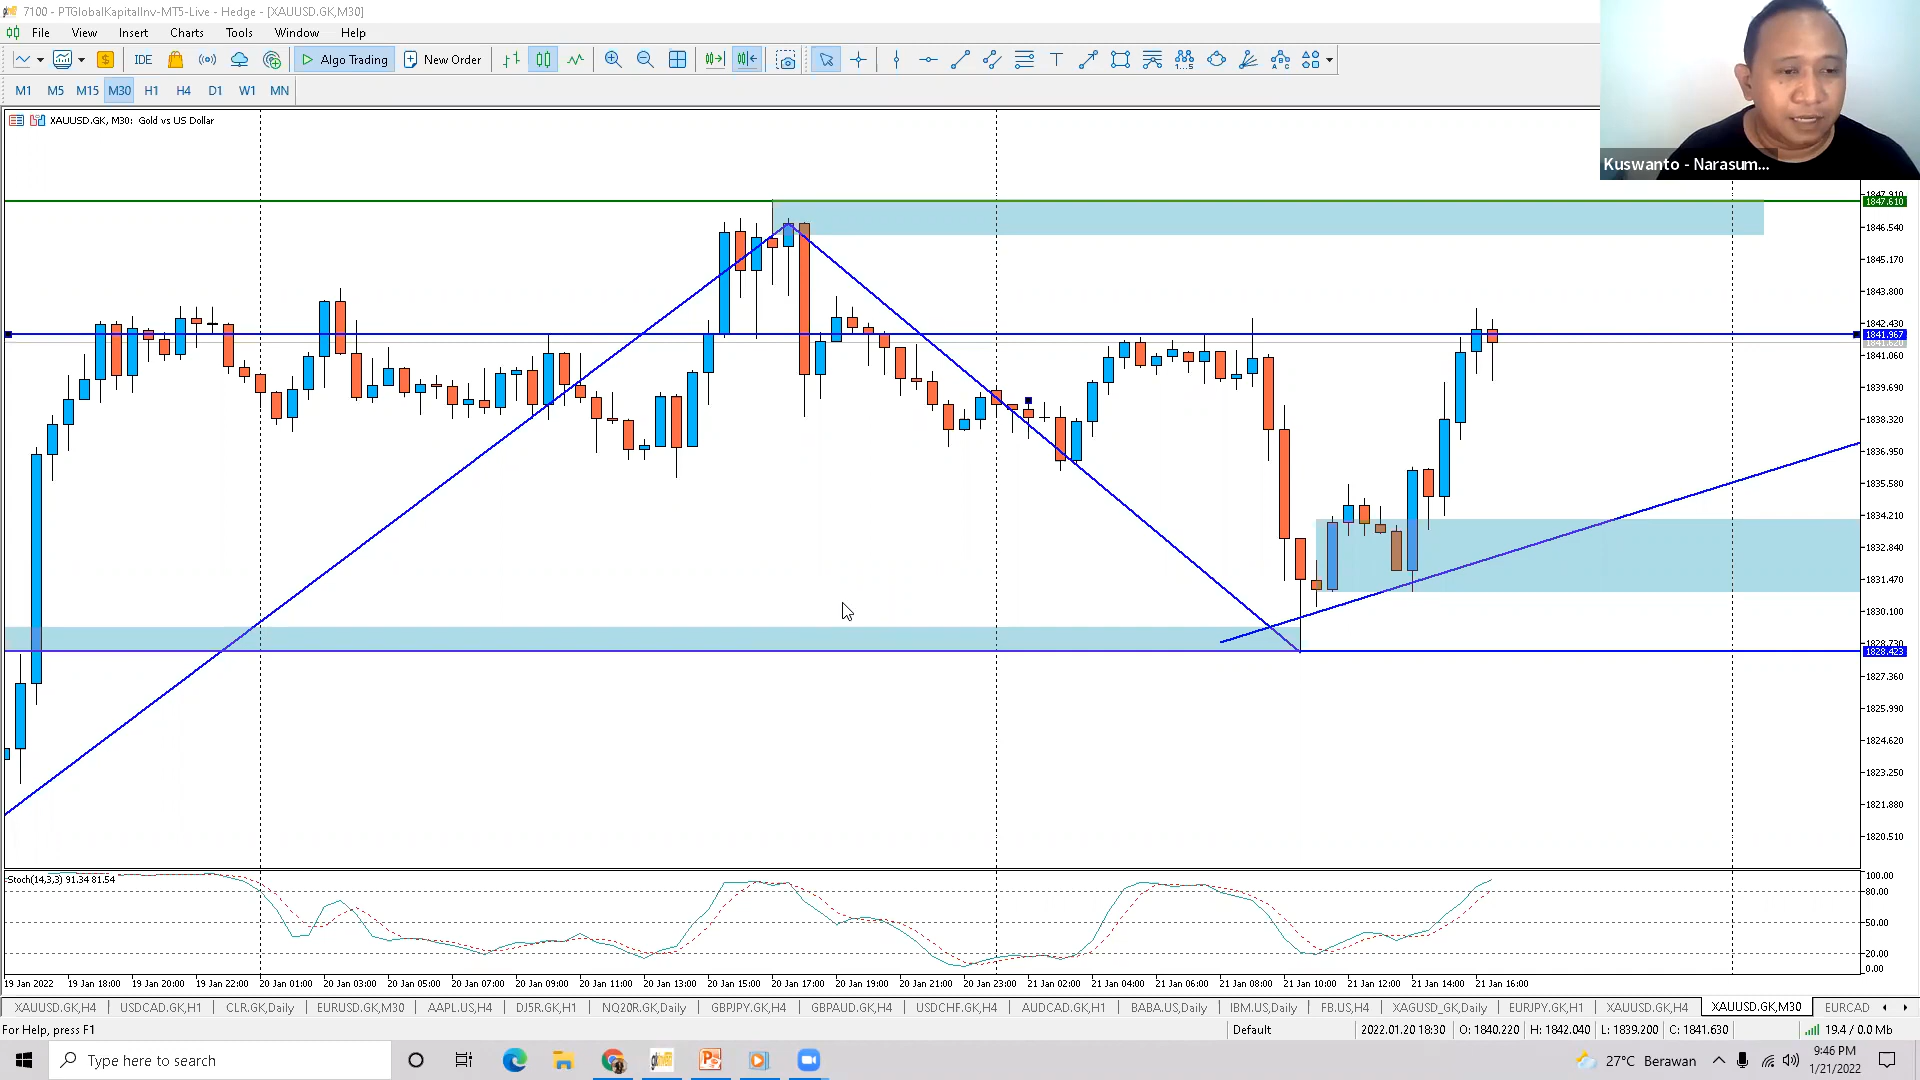 7100 - PTGlobalKapitalInv-MT5-Live - Hedge - [XAUUSD.GK,M30]
File View Insert Charts Tools Window Help
IDE Algo Trading New Order
M1 M5 M15 M30 H1 H4 D1 W1 MN
XAUUSD.GK, M30: Gold vs US Dollar
Kuswanto - Narasum...
1847.910
1847.610
1846.540
1845.170
1843.800
1842.430
1841.967
1841.060
1839.690
1838.320
1836.950
1835.580
1834.210
1832.840
1831.470
1830.100
1828.423
1827.360
1825.990
1824.620
1823.250
1821.880
1820.510
Stoch(14,3,3) 91.34 81.54
100.00
80.00
50.00
20.00
0.00
19 Jan 2022 19 Jan 18:00 19 Jan 20:00 19 Jan 22:00 20 Jan 01:00 20 Jan 03:00 20 Jan 05:00 20 Jan 07:00 20 Jan 09:00 20 Jan 11:00 20 Jan 13:00 20 Jan 15:00 20 Jan 17:00 20 Jan 19:00 20 Jan 21:00 20 Jan 23:00 21 Jan 02:00 21 Jan 04:00 21 Jan 06:00 21 Jan 08:00 21 Jan 10:00 21 Jan 12:00 21 Jan 14:00 21 Jan 16:00
XAUUSD.GK,H4 USDCAD.GK,H1 CLR.GK,Daily EURUSD.GK,M30 AAPL.US,H4 DJ5R.GK,H1 NQ20R.GK,Daily GBPJPY.GK,H4 GBPAUD.GK,H4 USDCHF.GK,H4 AUDCAD.GK,H1 BABA.US,Daily IBM.US,Daily FB.US,H4 XAGUSD_GK,Daily EURJPY.GK,H1 XAUUSD.GK,H4 XAUUSD.GK,M30 EURCAD
For Help, press F1 Default 2022.01.20 18:30 O: 1840.220 H: 1842.040 L: 1839.200 C: 1841.630 19.4 / 0.0 Mb
Type here to search 27°C Berawan 9:46 PM
1/21/2022